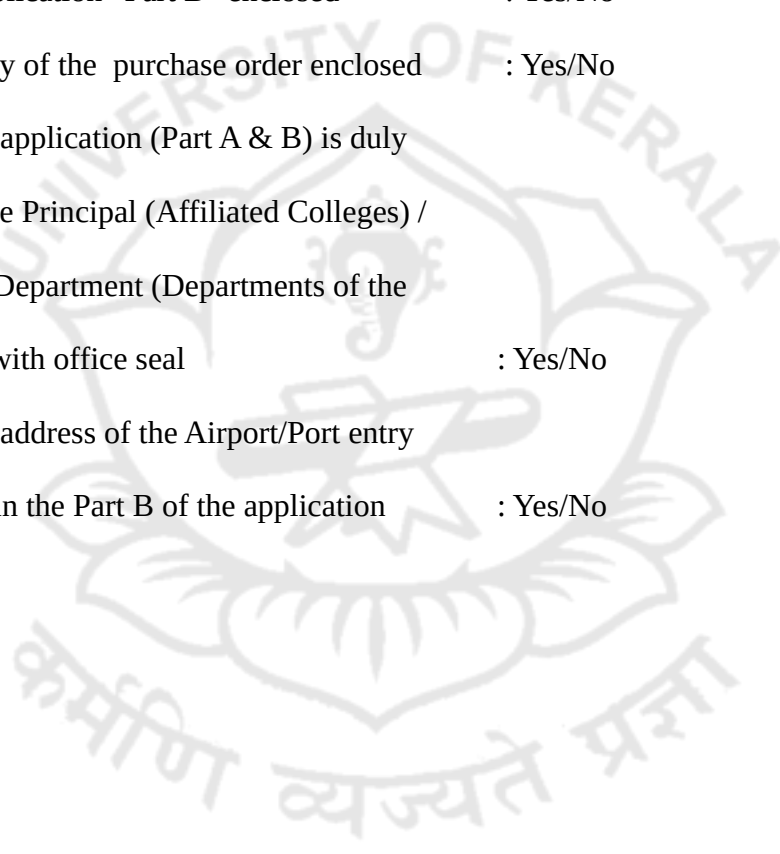 UNIVERSITY OF KERALA
y of the purchase order enclosed : Yes/No
application (Part A & B) is duly
e Principal (Affiliated Colleges) /
Department (Departments of the
with office seal : Yes/No
address of the Airport/Port entry
in the Part B of the application : Yes/No
कर्मणि व्यज्यते प्रज्ञा